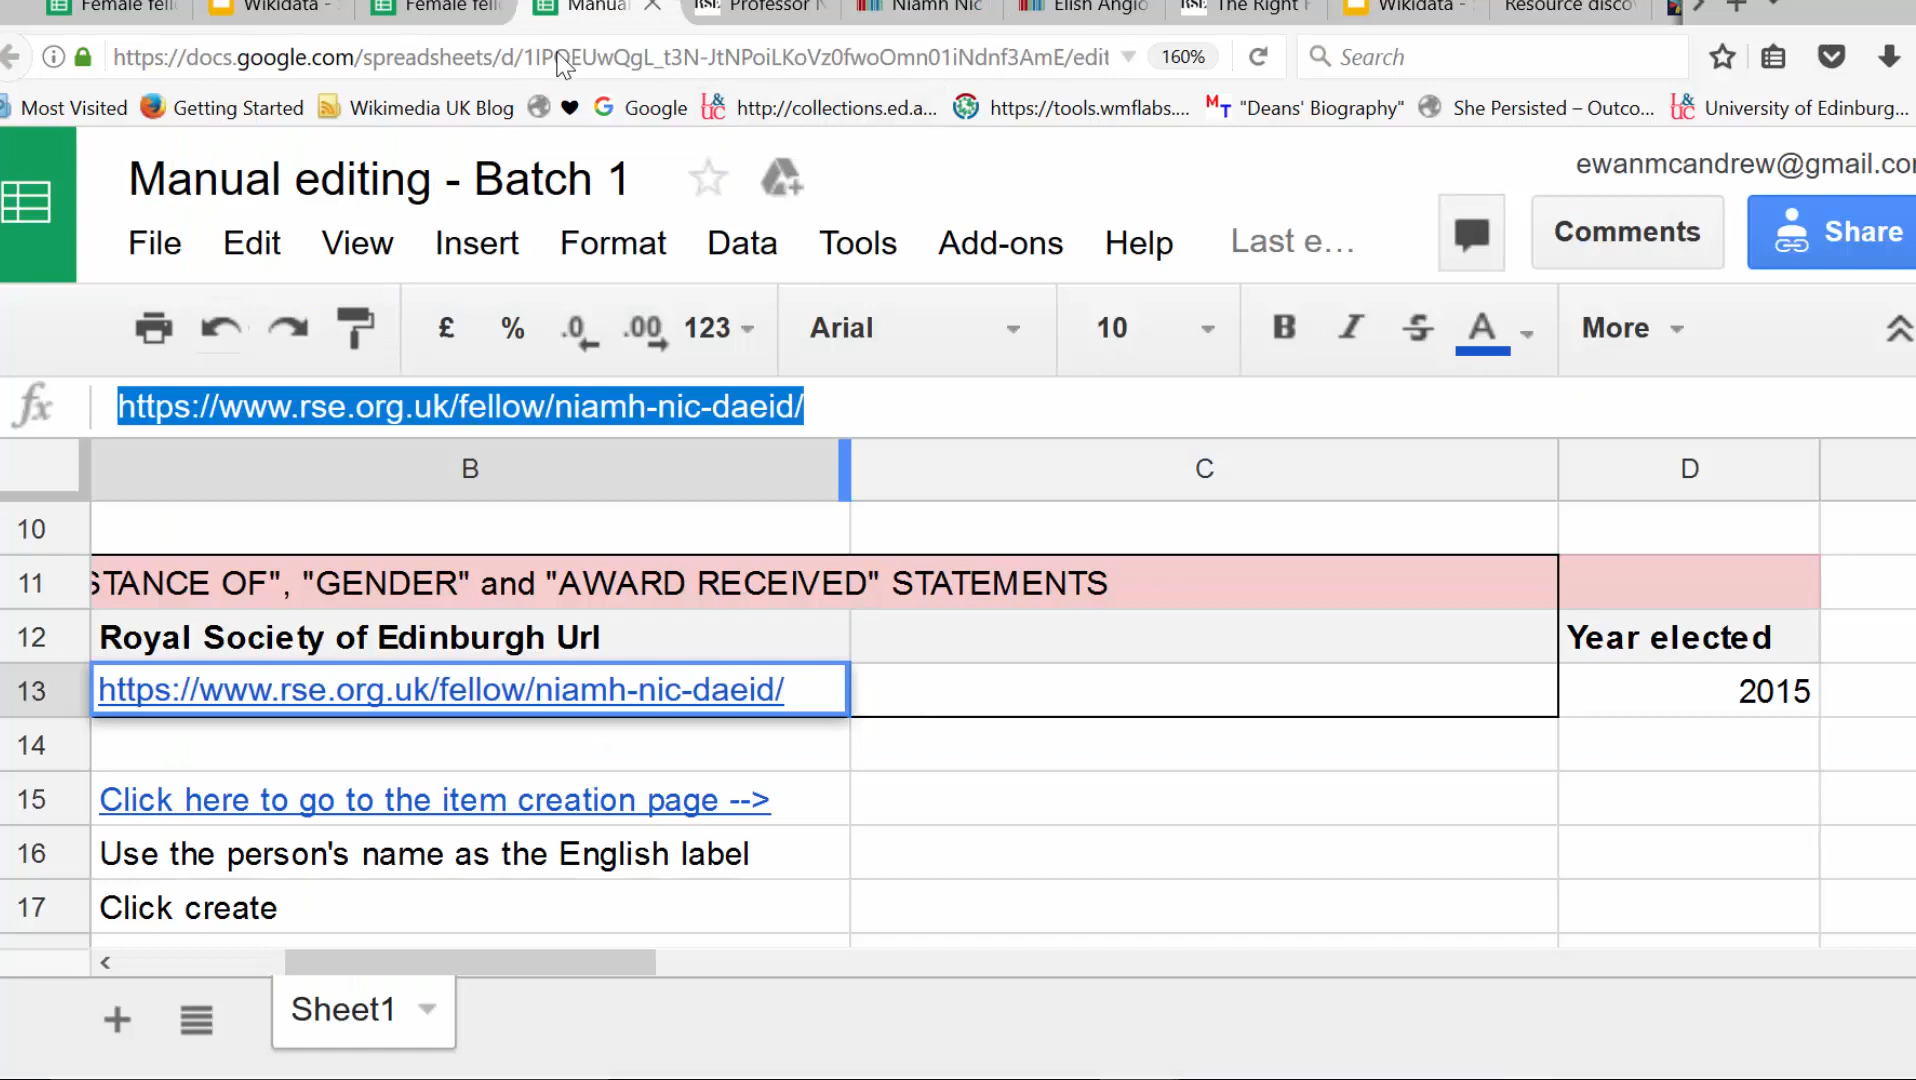 Female fell
Wikidata -
Female fell
Manual
RSE Professor N
Niamh Nic
Elish Angio
RSE The Right H
Wikidata -
Resource disco
https://docs.google.com/spreadsheets/d/1IPQEUwQgL_t3N-JtNPoiLKoVz0fwoOmn01iNdnf3AmE/edit
160%
Search
Most Visited
Getting Started
Wikimedia UK Blog
Google
http://collections.ed.a...
https://tools.wmflabs....
"Deans' Biography"
She Persisted – Outco...
University of Edinburg...
Manual editing - Batch 1
ewanmcandrew@gmail.co
File Edit View Insert Format Data Tools Add-ons Help Last e...
Comments
Share
£ % .0 .00 123 Arial 10 B I S A More
fx https://www.rse.org.uk/fellow/niamh-nic-daeid/
B C D
10
11 STANCE OF", "GENDER" and "AWARD RECEIVED" STATEMENTS
12 Royal Society of Edinburgh Url Year elected
13 https://www.rse.org.uk/fellow/niamh-nic-daeid/ 2015
14
15 Click here to go to the item creation page -->
16 Use the person's name as the English label
17 Click create
Sheet1